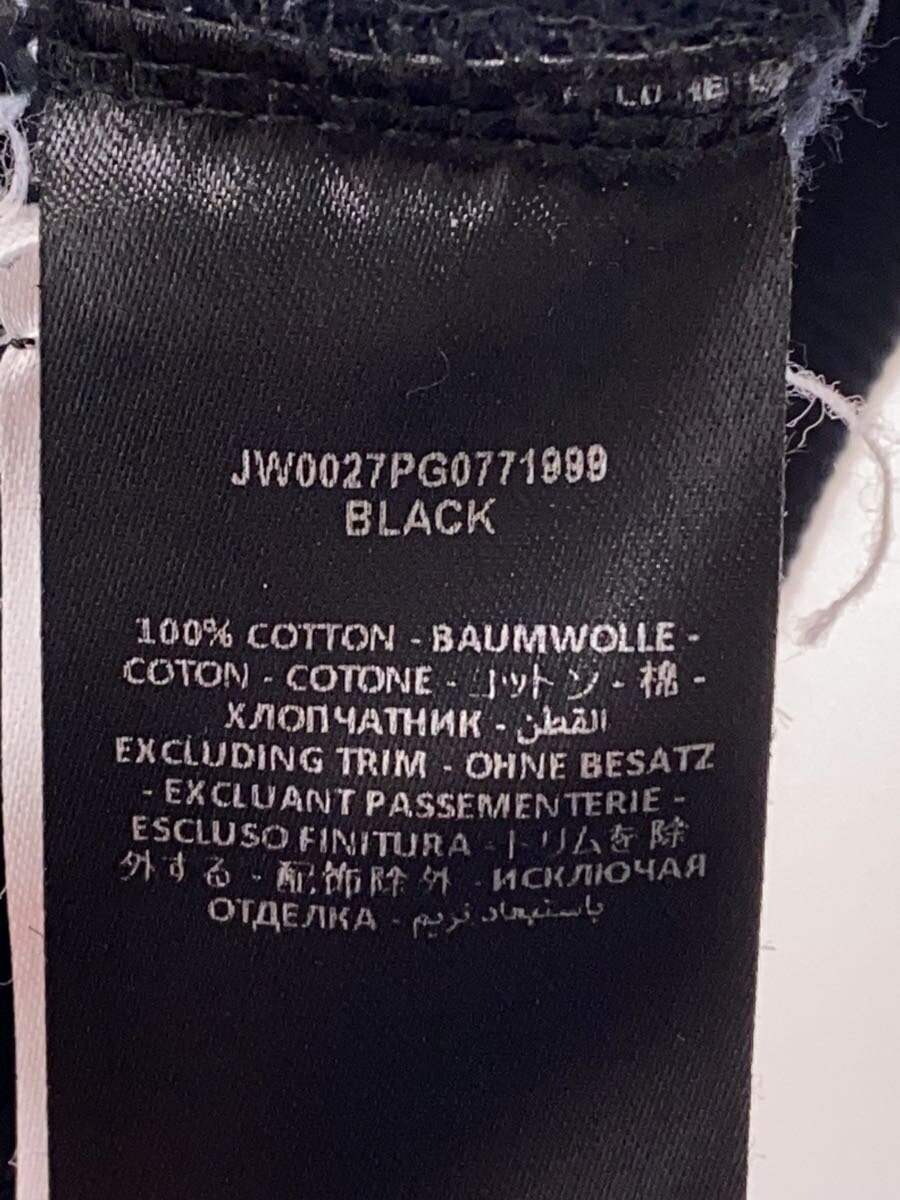 JW0027PG0771999
BLACK
100% COTTON - BAUMWOLLE -
COTON - COTONE - コットン - 棉 -
ХЛОПЧАТНИК - القطن
EXCLUDING TRIM - OHNE BESATZ
- EXCLUANT PASSEMENTERIE -
ESCLUSO FINITURA - トリムを除
外する - 配饰除外 - ИСКЛЮЧАЯ
ОТДЕЛКА - باستبعاد تريم